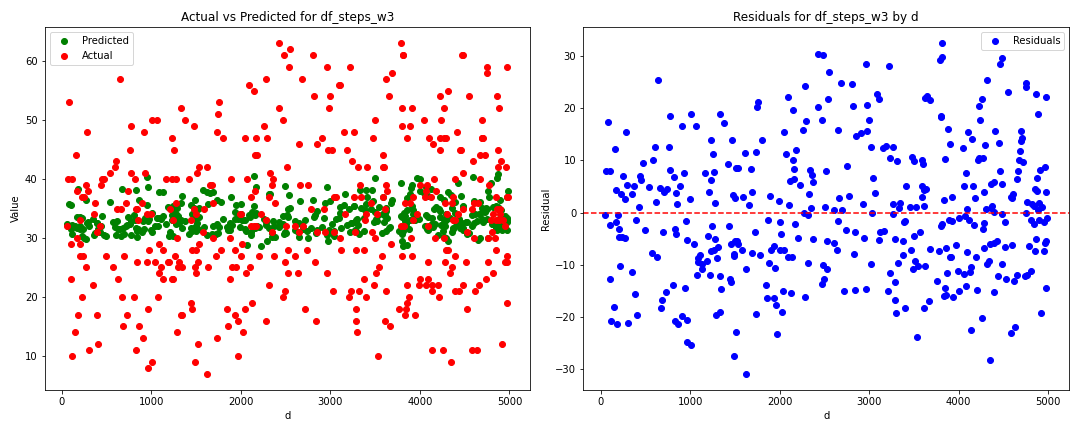 Actual vs Predicted for df_steps_w3
Predicted
Actual
Value
60
50
40
30
20
10
0
1000
2000
3000
4000
5000
d
Residuals for df_steps_w3 by d
Residuals
Residual
30
20
10
0
−10
−20
−30
0
1000
2000
3000
4000
5000
d